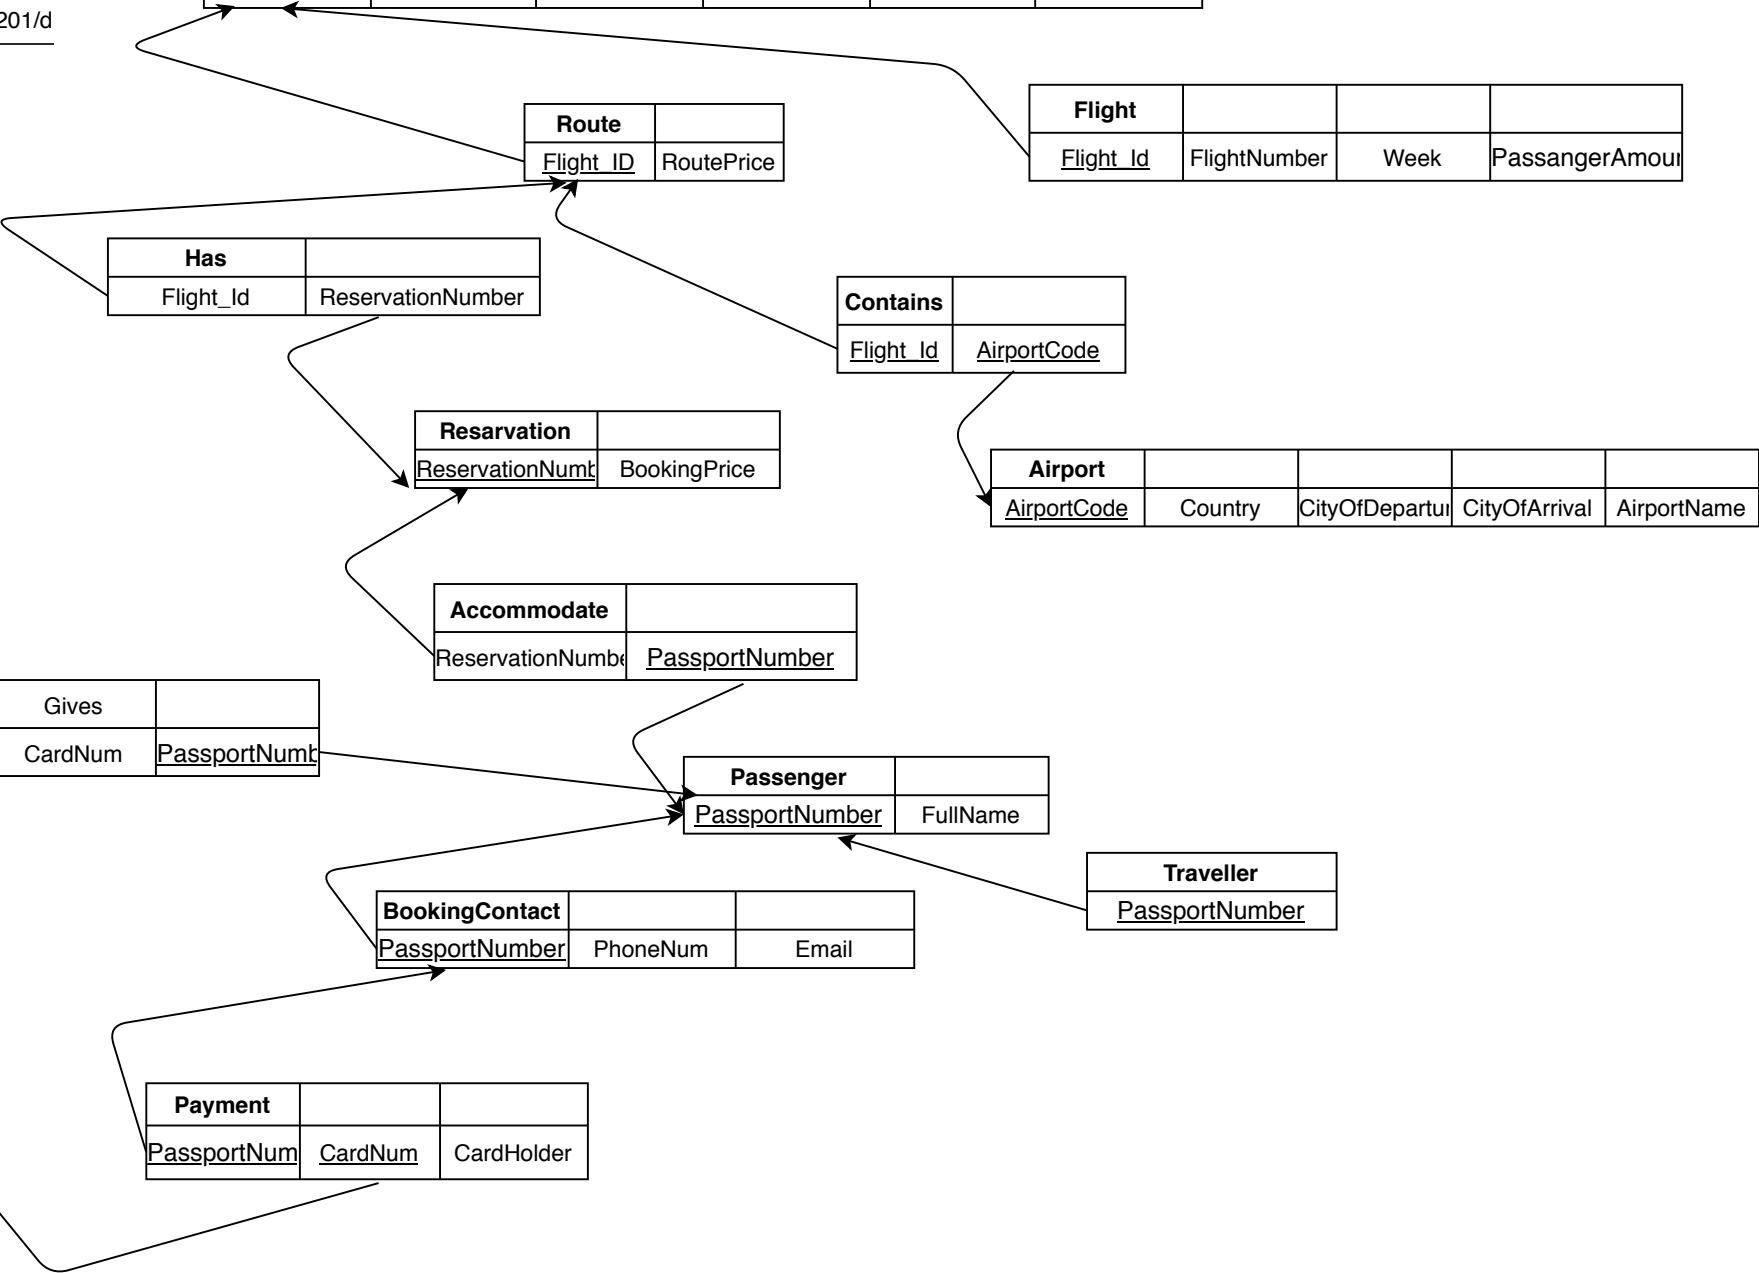 201/d
Route
Flight_ID RoutePrice
Flight
Flight_Id FlightNumber Week PassangerAmour
Has
Flight_Id ReservationNumber
Contains
Flight_Id AirportCode
Resarvation
ReservationNumb BookingPrice
Airport
AirportCode Country CityOfDepartur CityOfArrival AirportName
Accommodate
ReservationNumbe PassportNumber
Gives
CardNum PassportNumb
Passenger
PassportNumber FullName
Traveller
PassportNumber
BookingContact
PassportNumber PhoneNum Email
Payment
PassportNum CardNum CardHolder